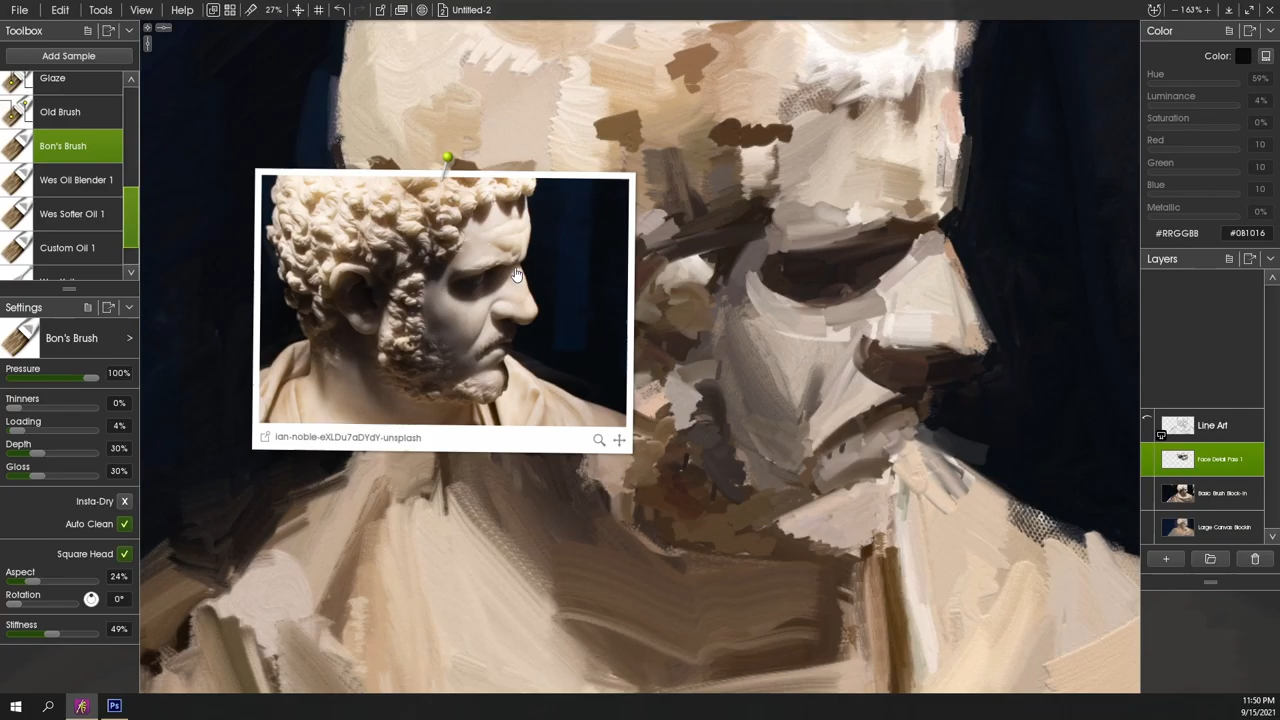 File Edit Tools View Help 27% Untitled-2 163%
Toolbox
Add Sample
Glaze
Old Brush
Bon's Brush
Wes Oil Blender 1
Wes Softer Oil 1
Custom Oil 1
Settings
Bon's Brush >
Pressure 100%
Thinners 0%
Loading 4%
Depth 30%
Gloss 30%
Insta-Dry X
Auto Clean
Square Head
Aspect 24%
Rotation 0°
Stiffness 49%
ian-noble-eXLDu7aDYdY-unsplash
Color
Color:
Hue 59%
Luminance 4%
Saturation 0%
Red 10
Green 10
Blue 10
Metallic 0%
#RRGGBB #0B1016
Layers
Line Art
Face Detail Pass 1
Basic Brush Block-In
Large Canvas Blockin
Ps
11:50 PM
9/15/2021